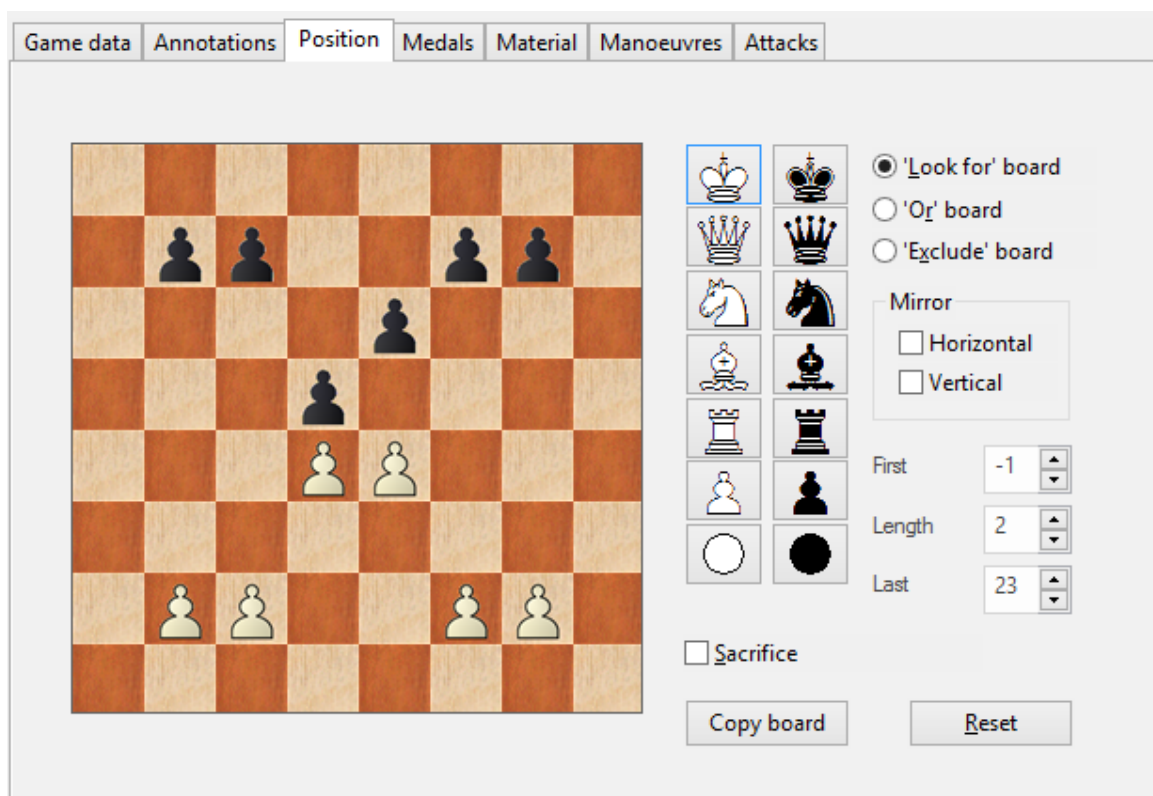 Game data Annotations Position Medals Material Manoeuvres Attacks
'Look for' board
'Or' board
'Exclude' board
Mirror
Horizontal
Vertical
First -1
Length 2
Last 23
Sacrifice
Copy board Reset